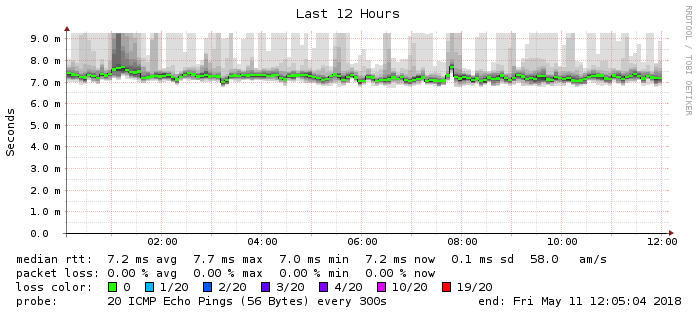 Last 12 Hours
RRDTOOL / TOBI OETIKER
Seconds
9.0 m
8.0 m
7.0 m
6.0 m
5.0 m
4.0 m
3.0 m
2.0 m
1.0 m
0.0
02:00 04:00 06:00 08:00 10:00 12:00
median rtt: 7.2 ms avg 7.7 ms max 7.0 ms min 7.2 ms now 0.1 ms sd 58.0 am/s
packet loss: 0.00 % avg 0.00 % max 0.00 % min 0.00 % now
loss color: 0 1/20 2/20 3/20 4/20 10/20 19/20
probe: 20 ICMP Echo Pings (56 Bytes) every 300s end: Fri May 11 12:05:04 2018